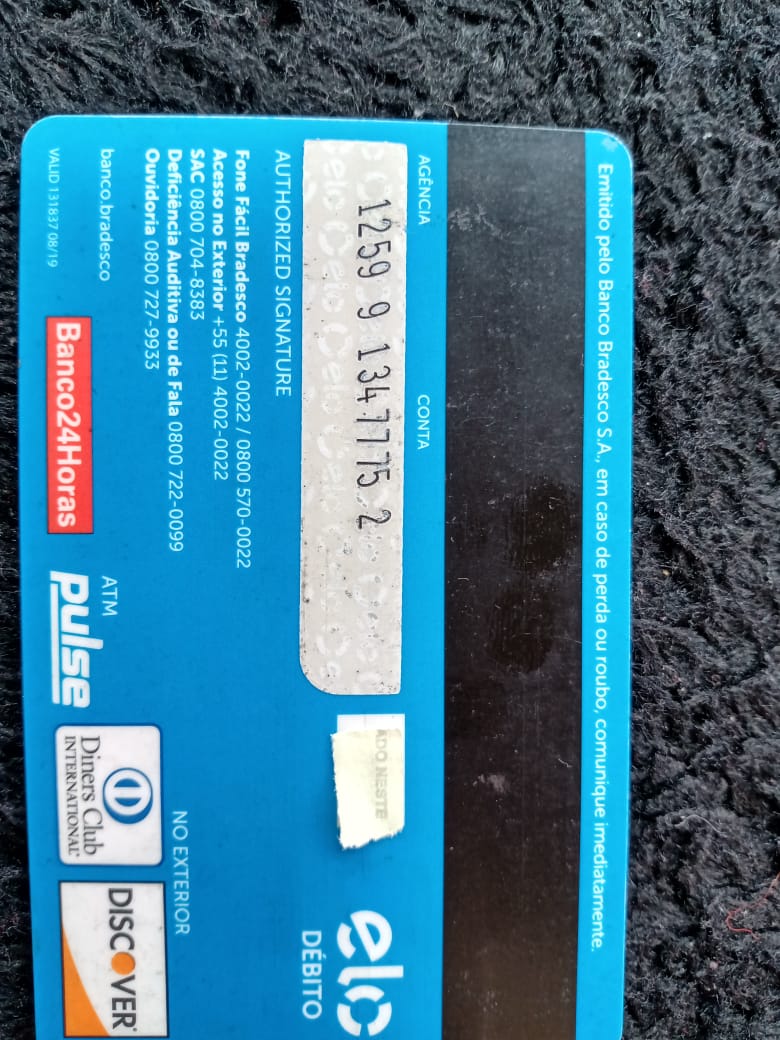 Emitido pelo Banco Bradesco S.A., em caso de perda ou roubo, comunique imediatamente.
AGÊNCIA CONTA
1259 9 1347775 2
ADO NESTE
AUTHORIZED SIGNATURE
elo
DÉBITO
Fone Fácil Bradesco 4002-0022 / 0800 570-0022
Acesso no Exterior +55 (11) 4002-0022
SAC 0800 704-8383
Deficiência Auditiva ou de Fala 0800 722-0099
Ouvidoria 0800 727-9933
NO EXTERIOR
banco.bradesco
ATM
Banco24Horas
pulse
Diners Club
INTERNATIONAL
DISCOVER
VALID 131837 08/19